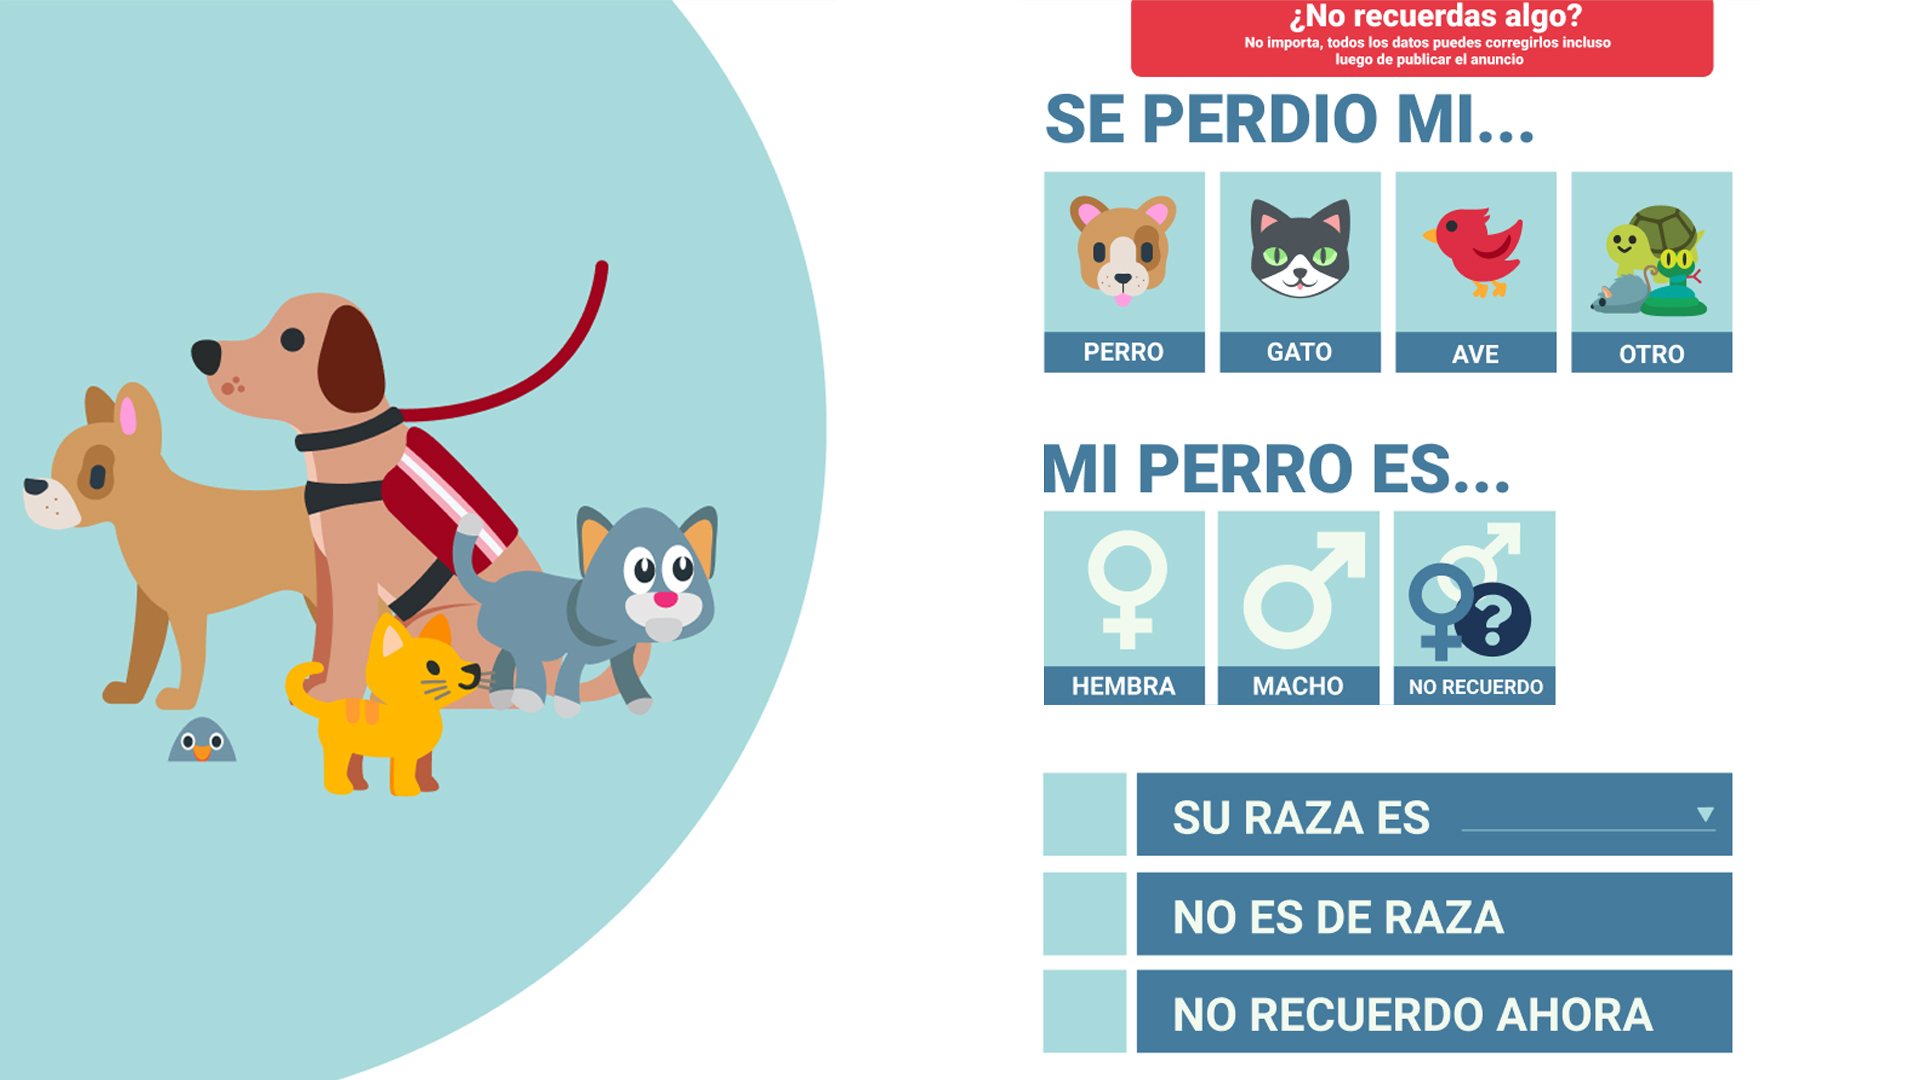 ¿No recuerdas algo?
No importa, todos los datos puedes corregirlos incluso
luego de publicar el anuncio
SE PERDIO MI...
PERRO
GATO
AVE
OTRO
MI PERRO ES...
HEMBRA
MACHO
NO RECUERDO
SU RAZA ES
NO ES DE RAZA
NO RECUERDO AHORA